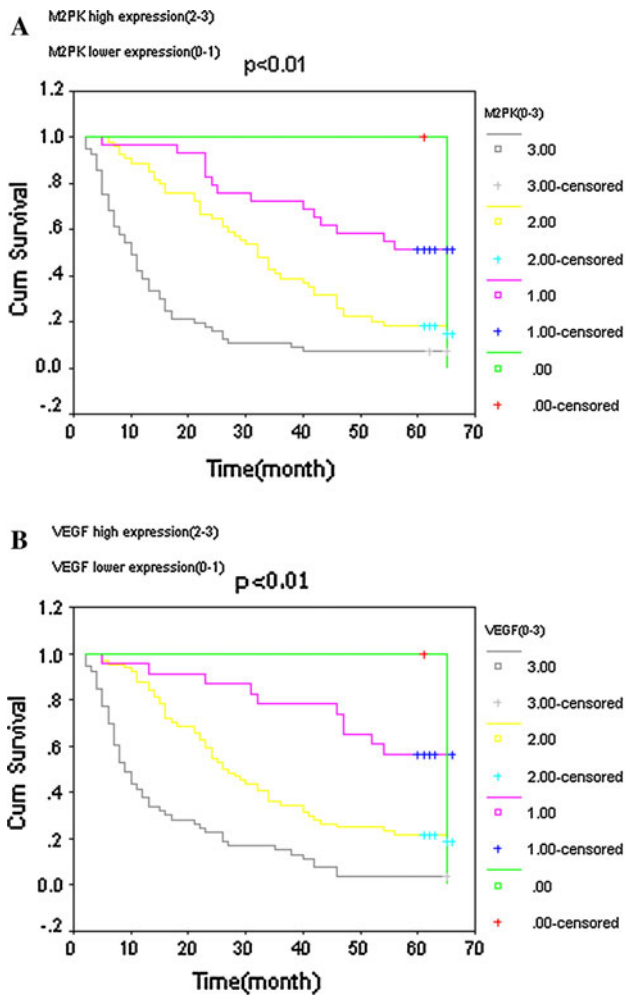 A
M2PK high expression(2-3)
M2PK lower expression(0-1)
p<0.01
1.2
1.0
.8
.6
.4
.2
0.0
-.2
Cum Survival
0 10 20 30 40 50 60 70
Time(month)
M2PK(0-3)
3.00
3.00-censored
2.00
2.00-censored
1.00
1.00-censored
.00
.00-censored
B
VEGF high expression(2-3)
VEGF lower expression(0-1)
p<0.01
1.2
1.0
.8
.6
.4
.2
0.0
-.2
Cum Survival
0 10 20 30 40 50 60 70
Time(month)
VEGF(0-3)
3.00
3.00-censored
2.00
2.00-censored
1.00
1.00-censored
.00
.00-censored